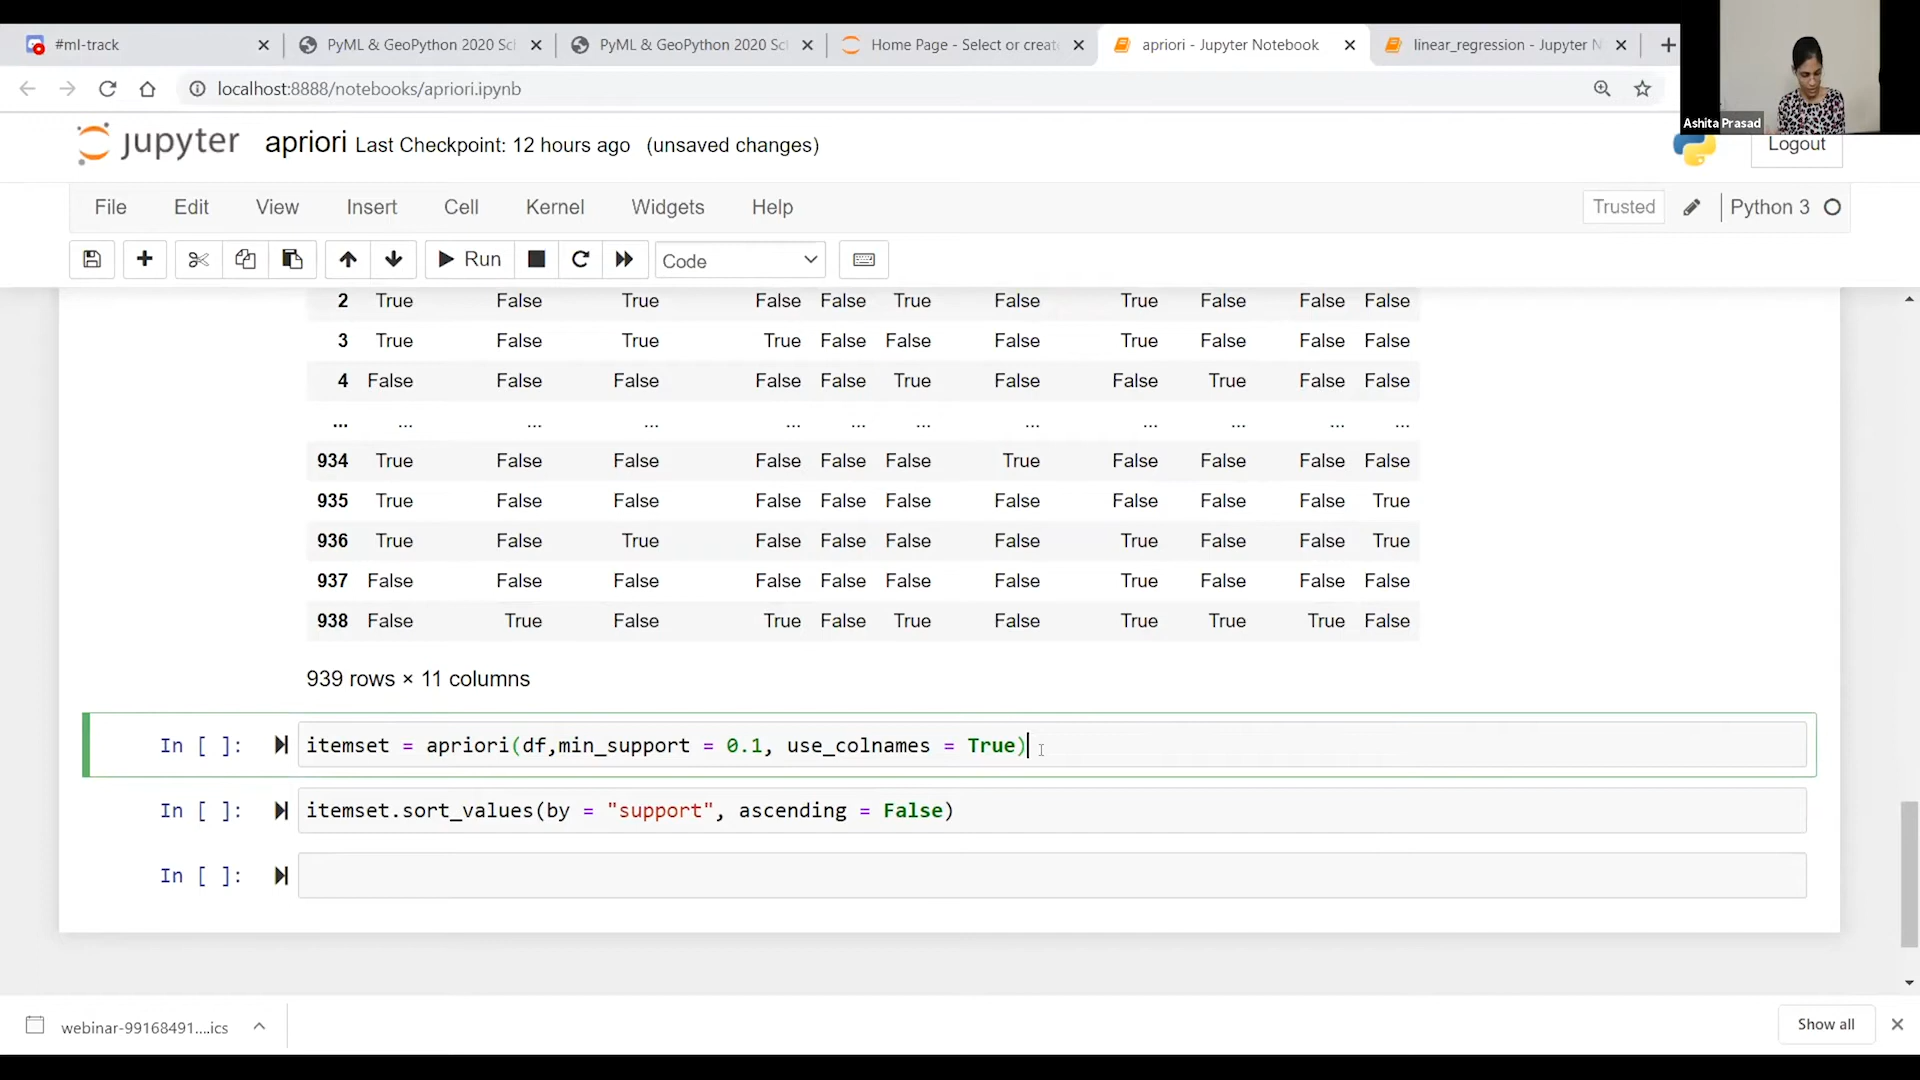 #ml-track
PyML & GeoPython 2020 Scl
PyML & GeoPython 2020 Scl
Home Page - Select or create
apriori - Jupyter Notebook
linear_regression - Jupyter N
localhost:8888/notebooks/apriori.ipynb
Ashita Prasad
jupyter apriori Last Checkpoint: 12 hours ago (unsaved changes)
Logout
File Edit View Insert Cell Kernel Widgets Help
Trusted Python 3
Run Code
2 True False True False False True False True False False False
3 True False True True False False False True False False False
4 False False False False False True False False True False False
... ... ... ... ... ... ... ... ... ... ... ...
934 True False False False False False True False False False False
935 True False False False False False False False False False True
936 True False True False False False False True False False True
937 False False False False False False False True False False False
938 False True False True False True False True True True False
939 rows × 11 columns
In [ ]: itemset = apriori(df,min_support = 0.1, use_colnames = True)
In [ ]: itemset.sort_values(by = "support", ascending = False)
In [ ]:
webinar-99168491....ics
Show all